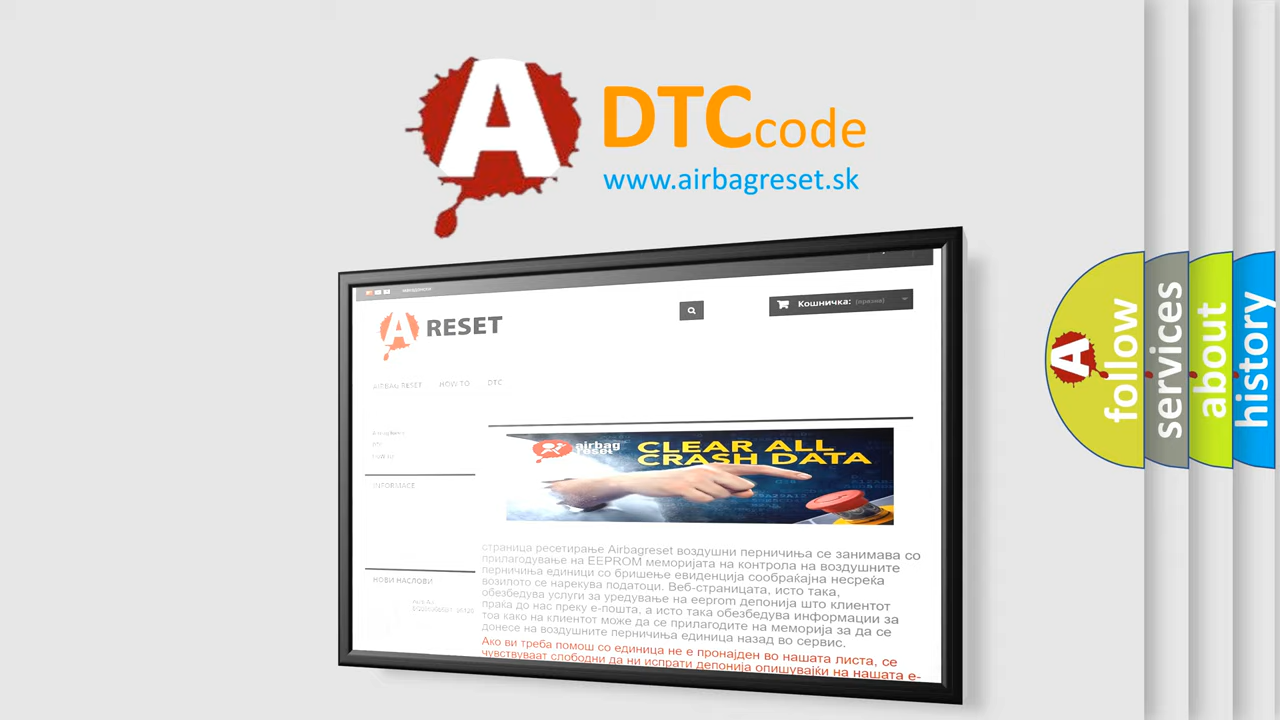 A DTC code
www.airbagreset.sk
Кошничка: (празни)
A RESET
AIRBAG RESET HOW TO DTC
airbag
reset
CLEAR ALL
CRASH DATA
INFORMACE
страница ресетирање Airbagreset воздушни перничиња се занимава со
прилагодување на EEPROM меморијата на контрола на воздушните
перничиња единици со бришење евиденција сообраќајна несреќа
возилото се нарекува податоци. Веб-страницата, исто така,
обезбедува услуги за уредување на eeprom депонија што клиентот
праќа до нас преку е-пошта, а исто така обезбедува информации за
тоа како на клиентот може да се прилагодите на меморија за да се
донесе на воздушните перничиња единица назад во сервис.
Ако ви треба помош со единица не е пронајден во нашата листа, се
чувствуваат слободни да ни испрати депонија опишувајќи на нашата е-
НОВИ НАСЛОВИ
A follow
services
about
history